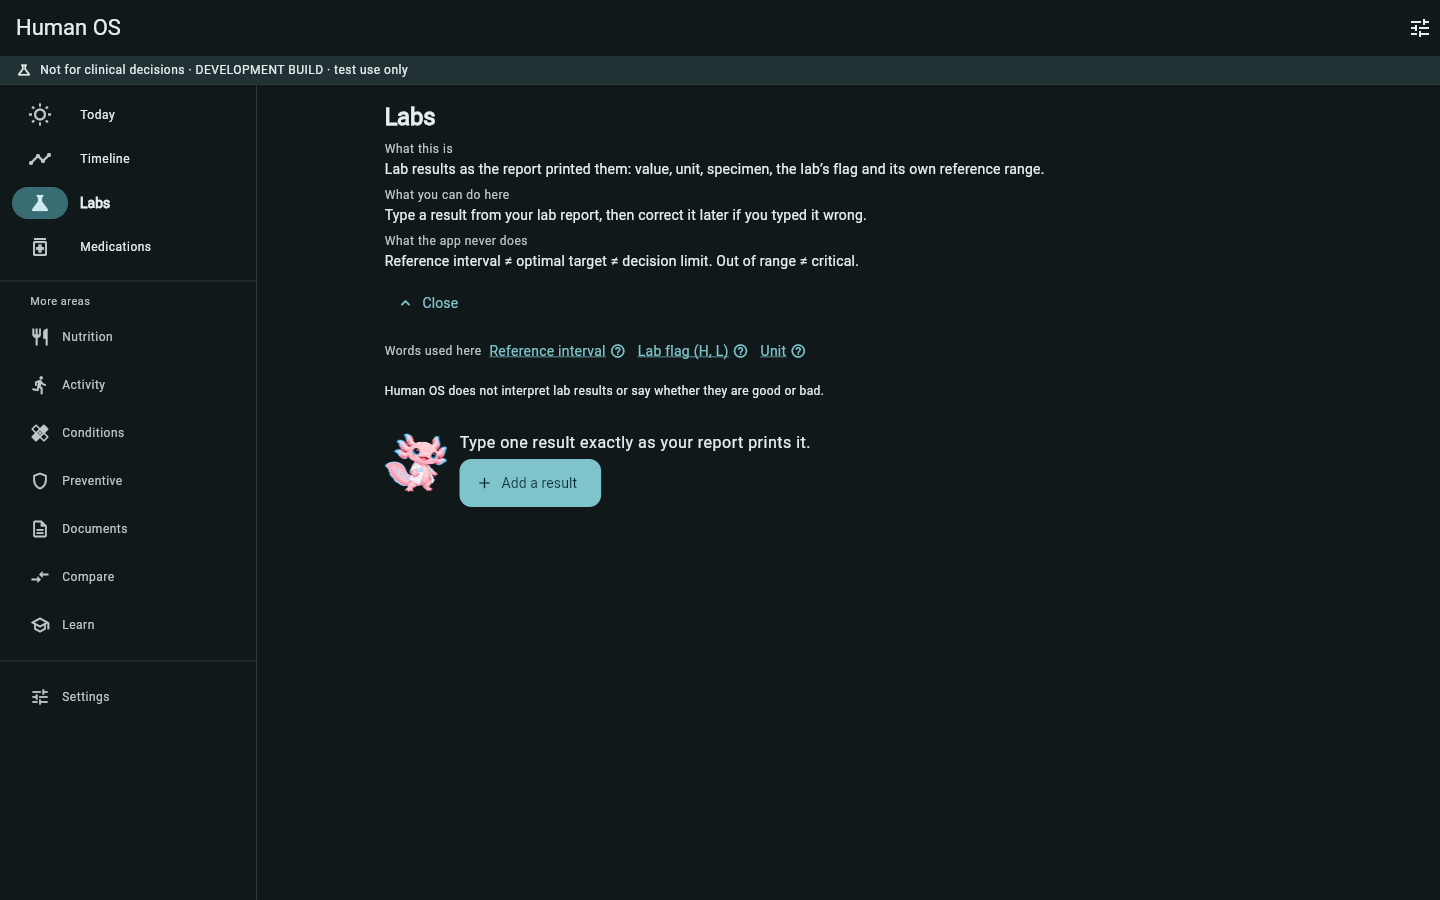 Human OS
Not for clinical decisions · DEVELOPMENT BUILD · test use only
Today
Timeline
Labs
Medications
More areas
Nutrition
Activity
Conditions
Preventive
Documents
Compare
Learn
Settings
Labs
What this is
Lab results as the report printed them: value, unit, specimen, the lab’s flag and its own reference range.
What you can do here
Type a result from your lab report, then correct it later if you typed it wrong.
What the app never does
Reference interval ≠ optimal target ≠ decision limit. Out of range ≠ critical.
Close
Words used here Reference interval Lab flag (H, L) Unit
Human OS does not interpret lab results or say whether they are good or bad.
Type one result exactly as your report prints it.
Add a result